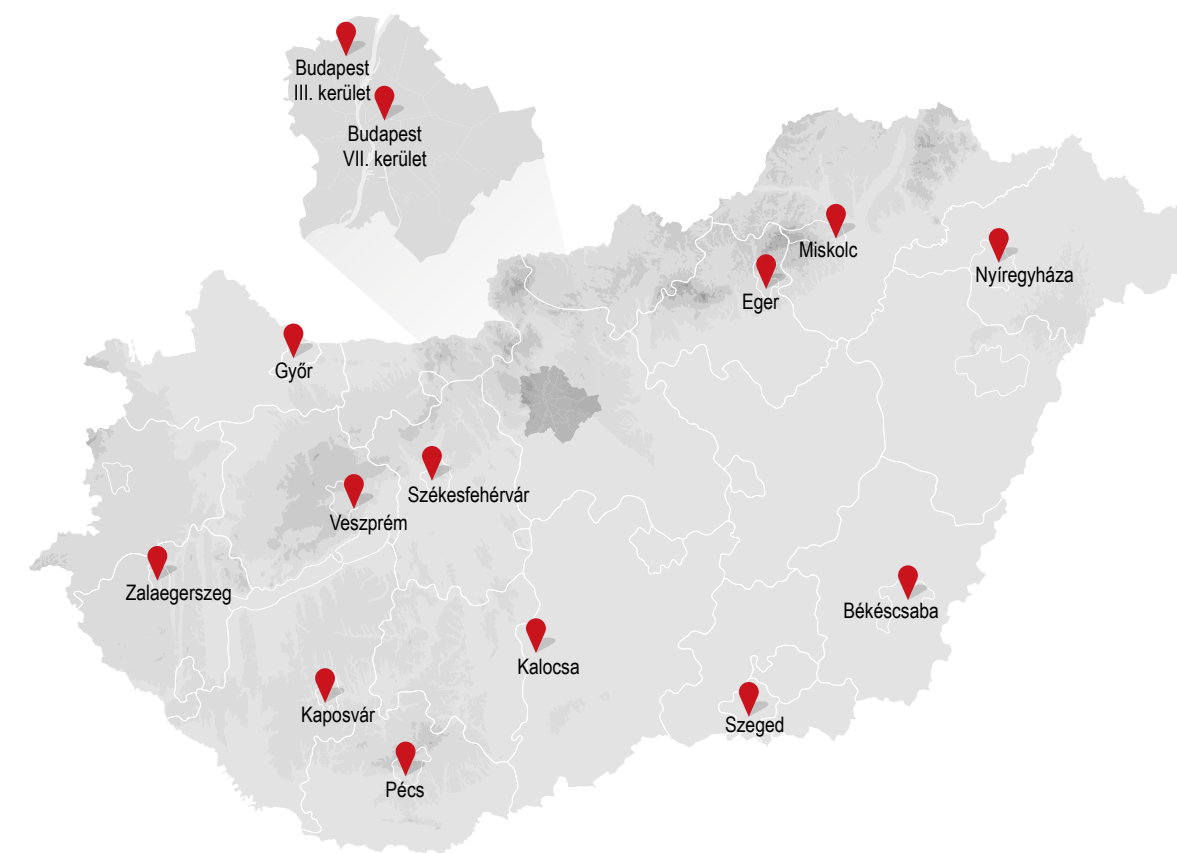 Budapest
III. kerület
Budapest
VII. kerület
Miskolc
Nyíregyháza
Eger
Győr
Székesfehérvár
Veszprém
Zalaegerszeg
Békéscsaba
Kalocsa
Kaposvár
Szeged
Pécs